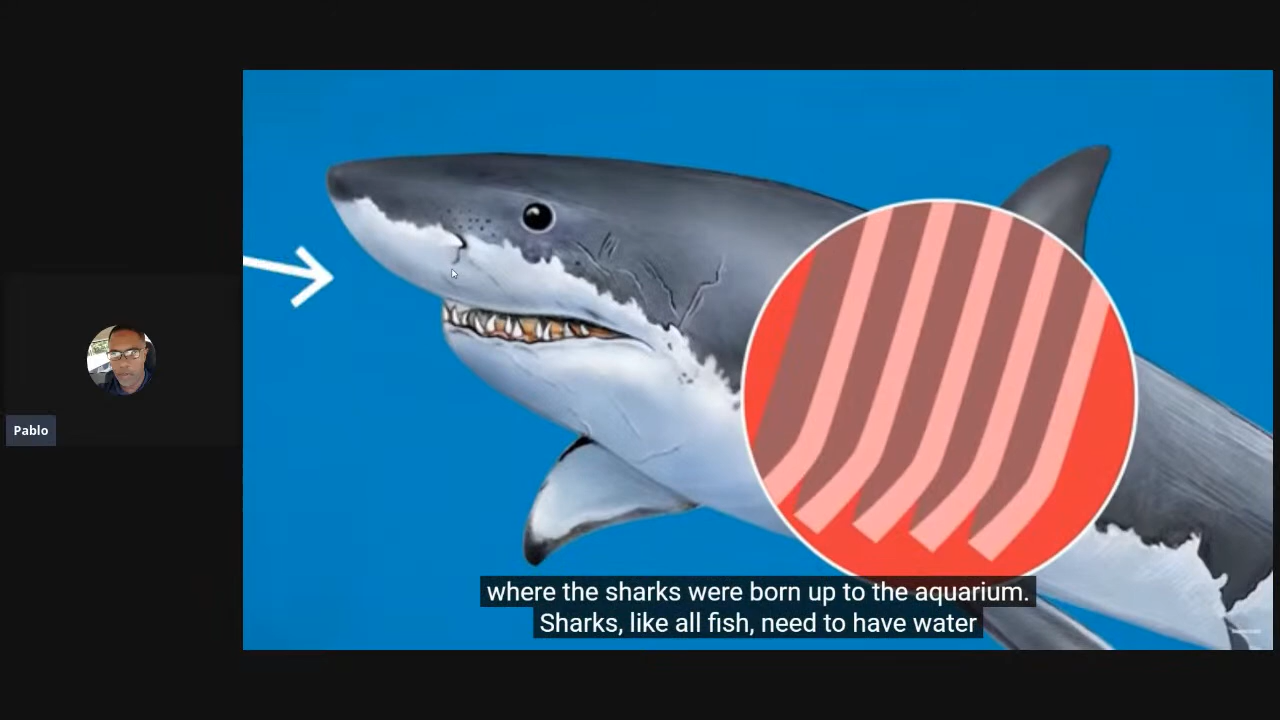 Pablo
where the sharks were born up to the aquarium.
Sharks, like all fish, need to have water